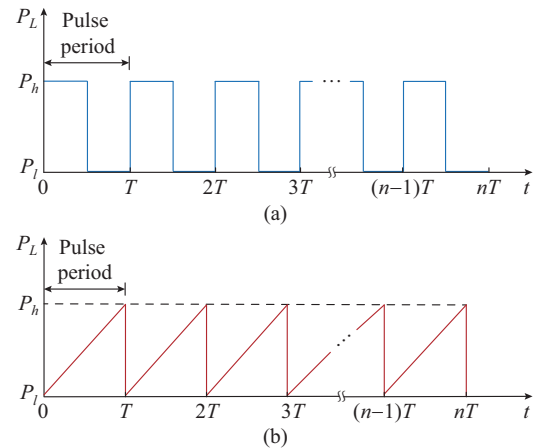 P_L
Pulse
period
P_h
...
P_l
0 T 2T 3T (n−1)T nT t
(a)
P_L
Pulse
period
P_h
...
P_l
0 T 2T 3T (n−1)T nT t
(b)